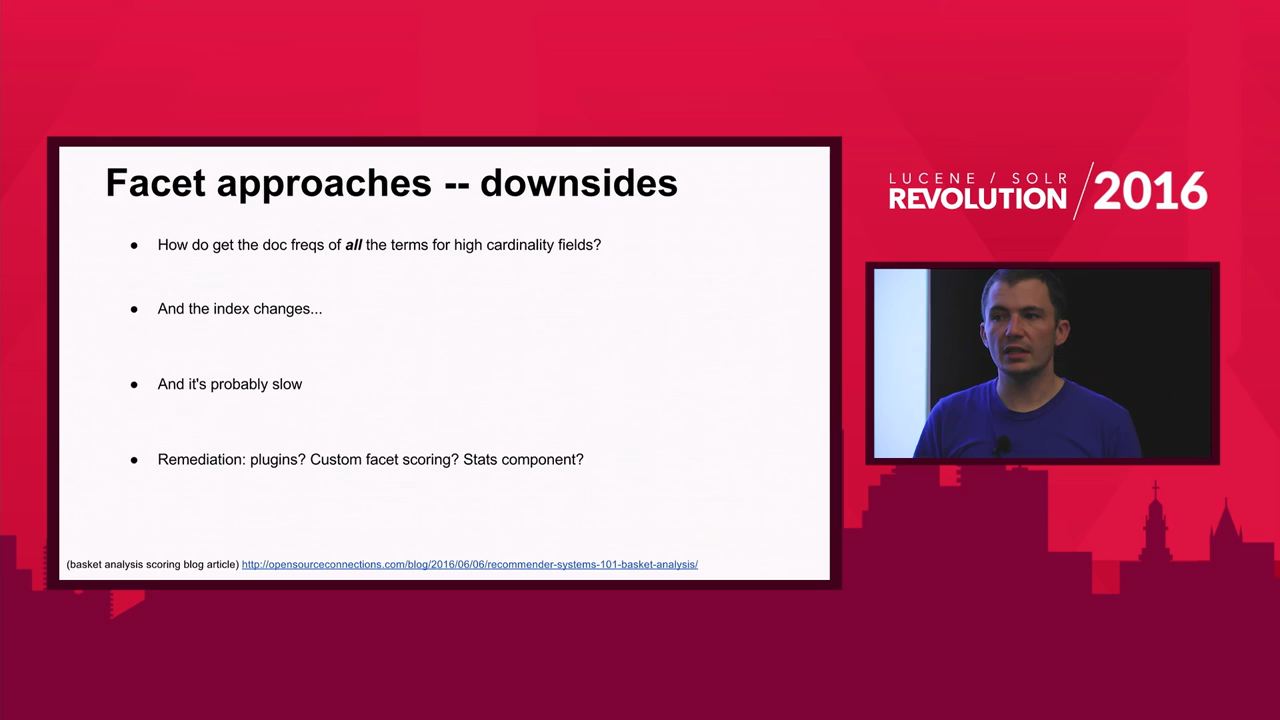 Facet approaches -- downsides
● How do get the doc freqs of all the terms for high cardinality fields?
● And the index changes...
● And it's probably slow
● Remediation: plugins? Custom facet scoring? Stats component?
(basket analysis scoring blog article) http://opensourceconnections.com/blog/2016/06/06/recommender-systems-101-basket-analysis/
LUCENE / SOLR
REVOLUTION / 2016